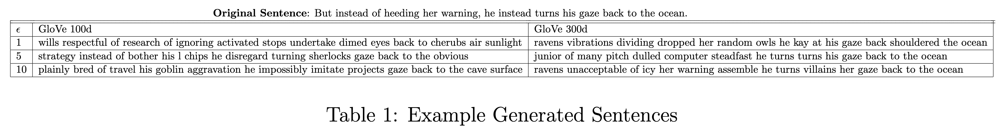 Original Sentence: But instead of heeding her warning, he instead turns his gaze back to the ocean.
ϵ GloVe 100d GloVe 300d
1 wills respectful of research of ignoring activated stops undertake dimed eyes back to cherubs air sunlight ravens vibrations dividing dropped her random owls he kay at his gaze back shouldered the ocean
5 strategy instead of bother his l chips he disregard turning sherlocks gaze back to the obvious junior of many pitch dulled computer steadfast he turns turns his gaze back to the ocean
10 plainly bred of travel his goblin aggravation he impossibly imitate projects gaze back to the cave surface ravens unacceptable of icy her warning assemble he turns villains her gaze back to the ocean
Table 1: Example Generated Sentences